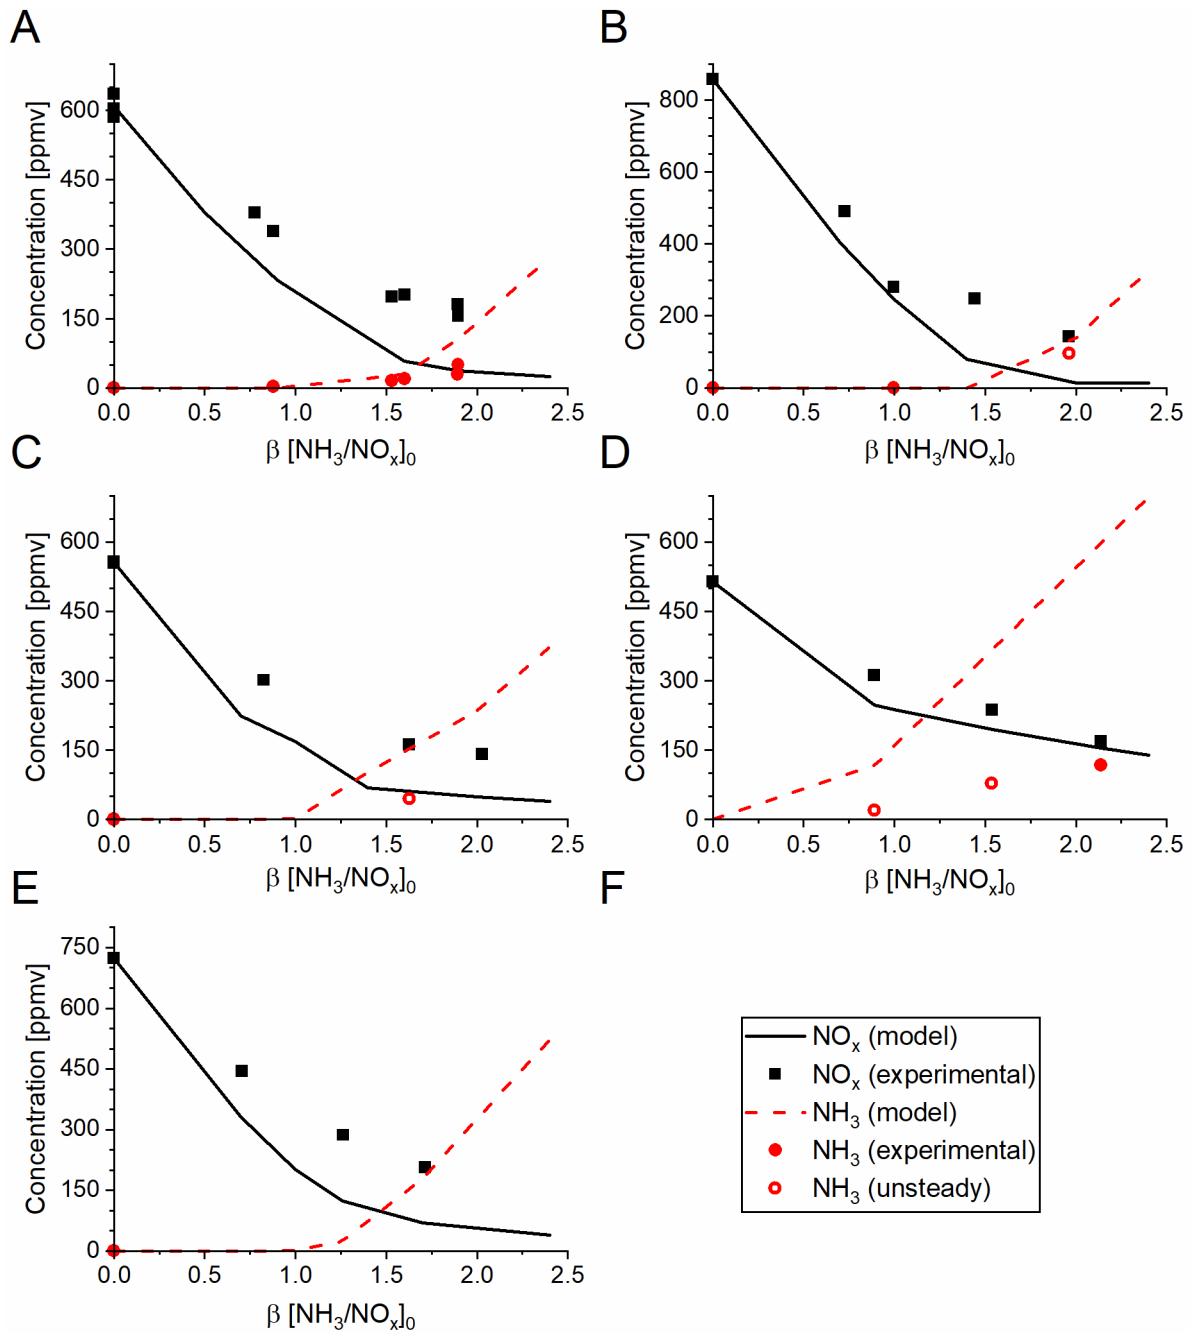 A
Concentration [ppmv]
600
450
300
150
0
0.0 0.5 1.0 1.5 2.0 2.5
β [NH₃/NOₓ]₀
B
Concentration [ppmv]
800
600
400
200
0
0.0 0.5 1.0 1.5 2.0 2.5
β [NH₃/NOₓ]₀
C
Concentration [ppmv]
600
450
300
150
0
0.0 0.5 1.0 1.5 2.0 2.5
β [NH₃/NOₓ]₀
D
Concentration [ppmv]
600
450
300
150
0
0.0 0.5 1.0 1.5 2.0 2.5
β [NH₃/NOₓ]₀
E
Concentration [ppmv]
750
600
450
300
150
0
0.0 0.5 1.0 1.5 2.0 2.5
β [NH₃/NOₓ]₀
F
NOₓ (model)
NOₓ (experimental)
NH₃ (model)
NH₃ (experimental)
NH₃ (unsteady)